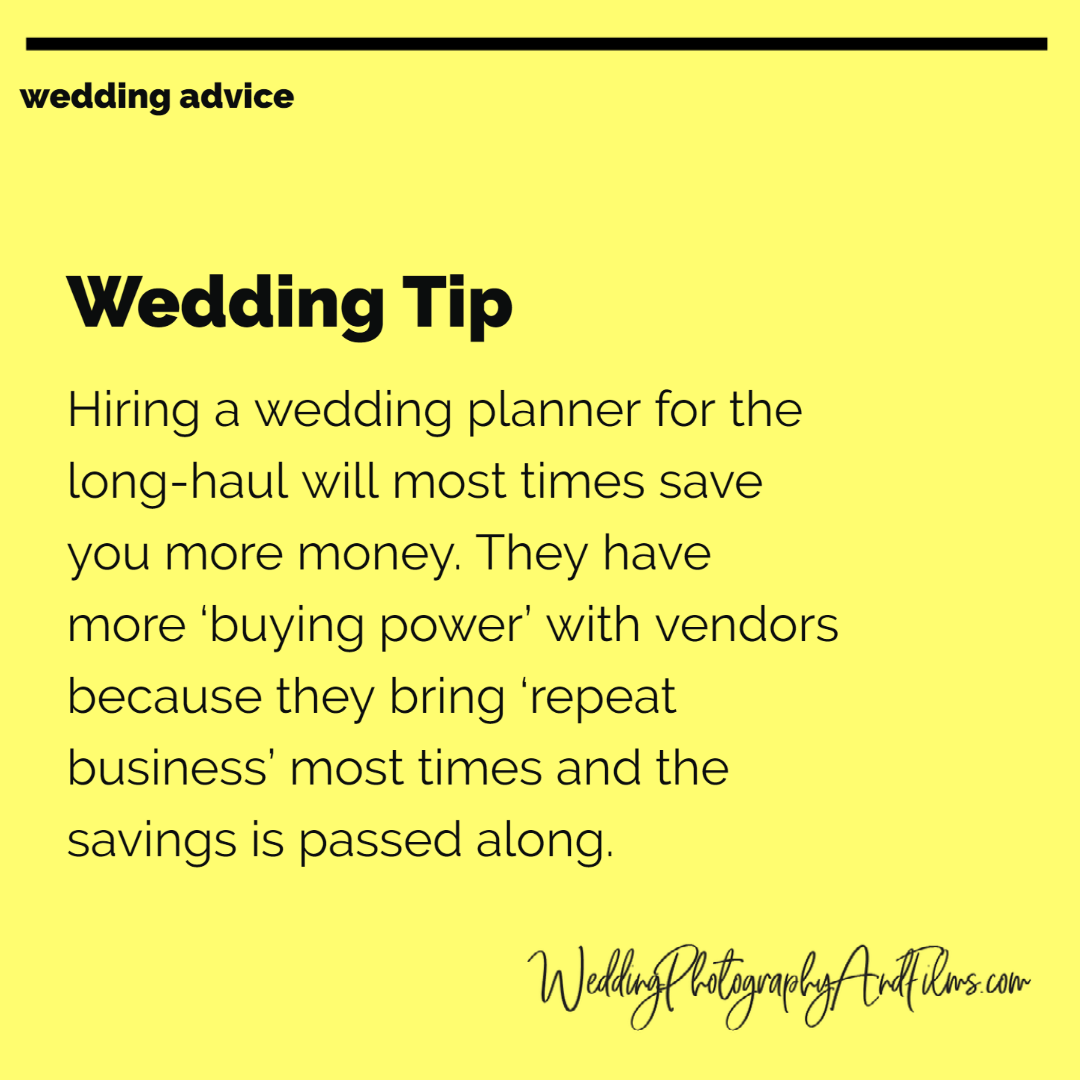 wedding advice
Wedding Tip
Hiring a wedding planner for the
long-haul will most times save
you more money. They have
more ‘buying power’ with vendors
because they bring ‘repeat
business’ most times and the
savings is passed along.
WeddingPhotographyAndFilms.com